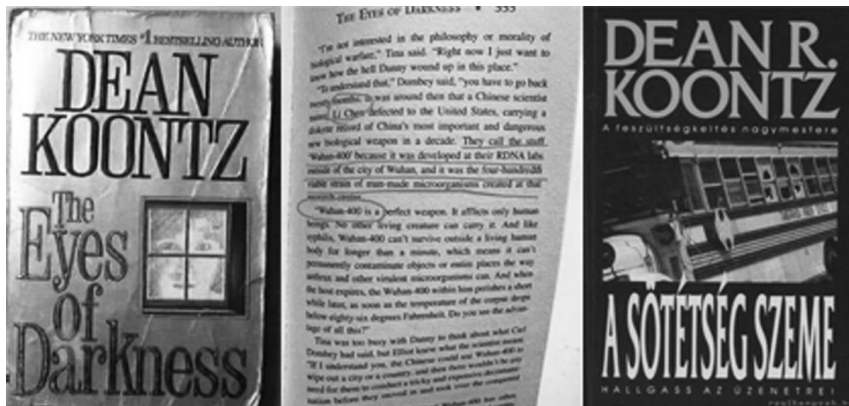 THE NEW YORK TIMES #1 BESTSELLING AUTHOR
DEAN
KOONTZ
The
Eyes
of
Darkness
THE EYES OF DARKNESS • 333
"I'm not interested in the philosophy or morality of
biological warfare," Tina said. "Right now I just want to
know how the hell Danny wound up in this place."
"To understand that," Dombey said, "you have to go back
twenty months. It was around then that a Chinese scientist
named Li Chen defected to the United States, carrying a
diskette record of China's most important and dangerous
new biological weapon in a decade. They call the stuff
'Wuhan-400' because it was developed at their RDNA labs
outside of the city of Wuhan, and it was the four-hundredth
viable strain of man-made microorganisms created at that
research center.
"Wuhan-400 is a perfect weapon. It afflicts only human
beings. No other living creature can carry it. And like
syphilis, Wuhan-400 can't survive outside a living human
body for longer than a minute, which means it can't
permanently contaminate objects or entire places the way
anthrax and other virulent microorganisms can. And when
the host expires, the Wuhan-400 within him perishes a short
while later, as soon as the temperature of the corpse drops
below eighty-six degrees Fahrenheit. Do you see the advan-
tage of all this?"
Tina was too busy with Danny to think about what Carl
Dombey had said, but Elliot knew what the scientist meant.
"If I understand you, the Chinese could use Wuhan-400 to
wipe out a city or a country, and then there wouldn't be any
need for them to conduct a tricky and expensive decontami-
nation before they moved in and took over the conquered
Wuhan-400 has other
DEAN R.
KOONTZ
A feszültségkeltés nagymestere
A SÖTÉTSÉG SZEME
HALLGASS AZ ÜZENETRE!